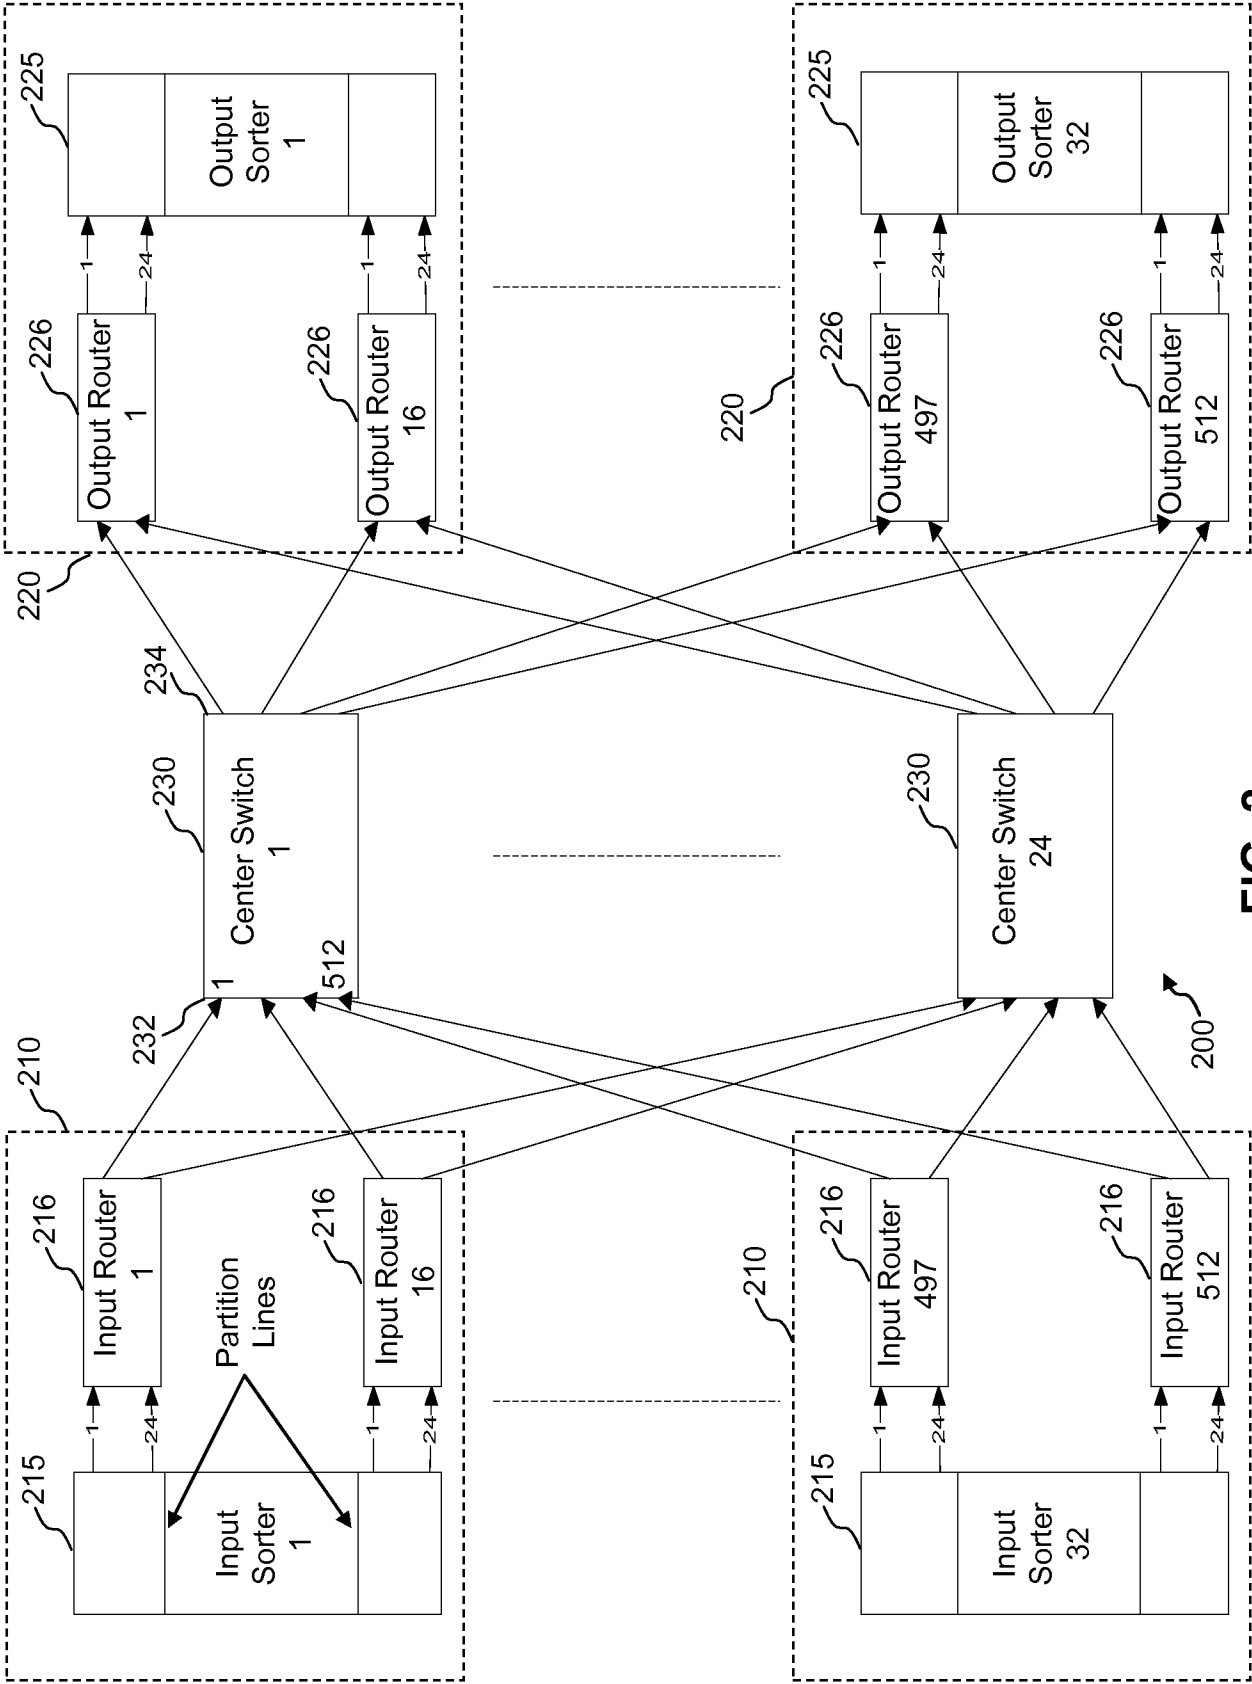 210
215
Input
Sorter
1
1
24
1
24
216
Input Router
1
216
Input Router
16
Partition
Lines
232
1
512
230
Center Switch
1
234
220
226
Output Router
1
226
Output Router
16
1
24
1
24
225
Output
Sorter
1
210
215
Input
Sorter
32
1
24
1
24
216
Input Router
497
216
Input Router
512
230
Center Switch
24
220
226
Output Router
497
226
Output Router
512
1
24
1
24
225
Output
Sorter
32
200
FIG.